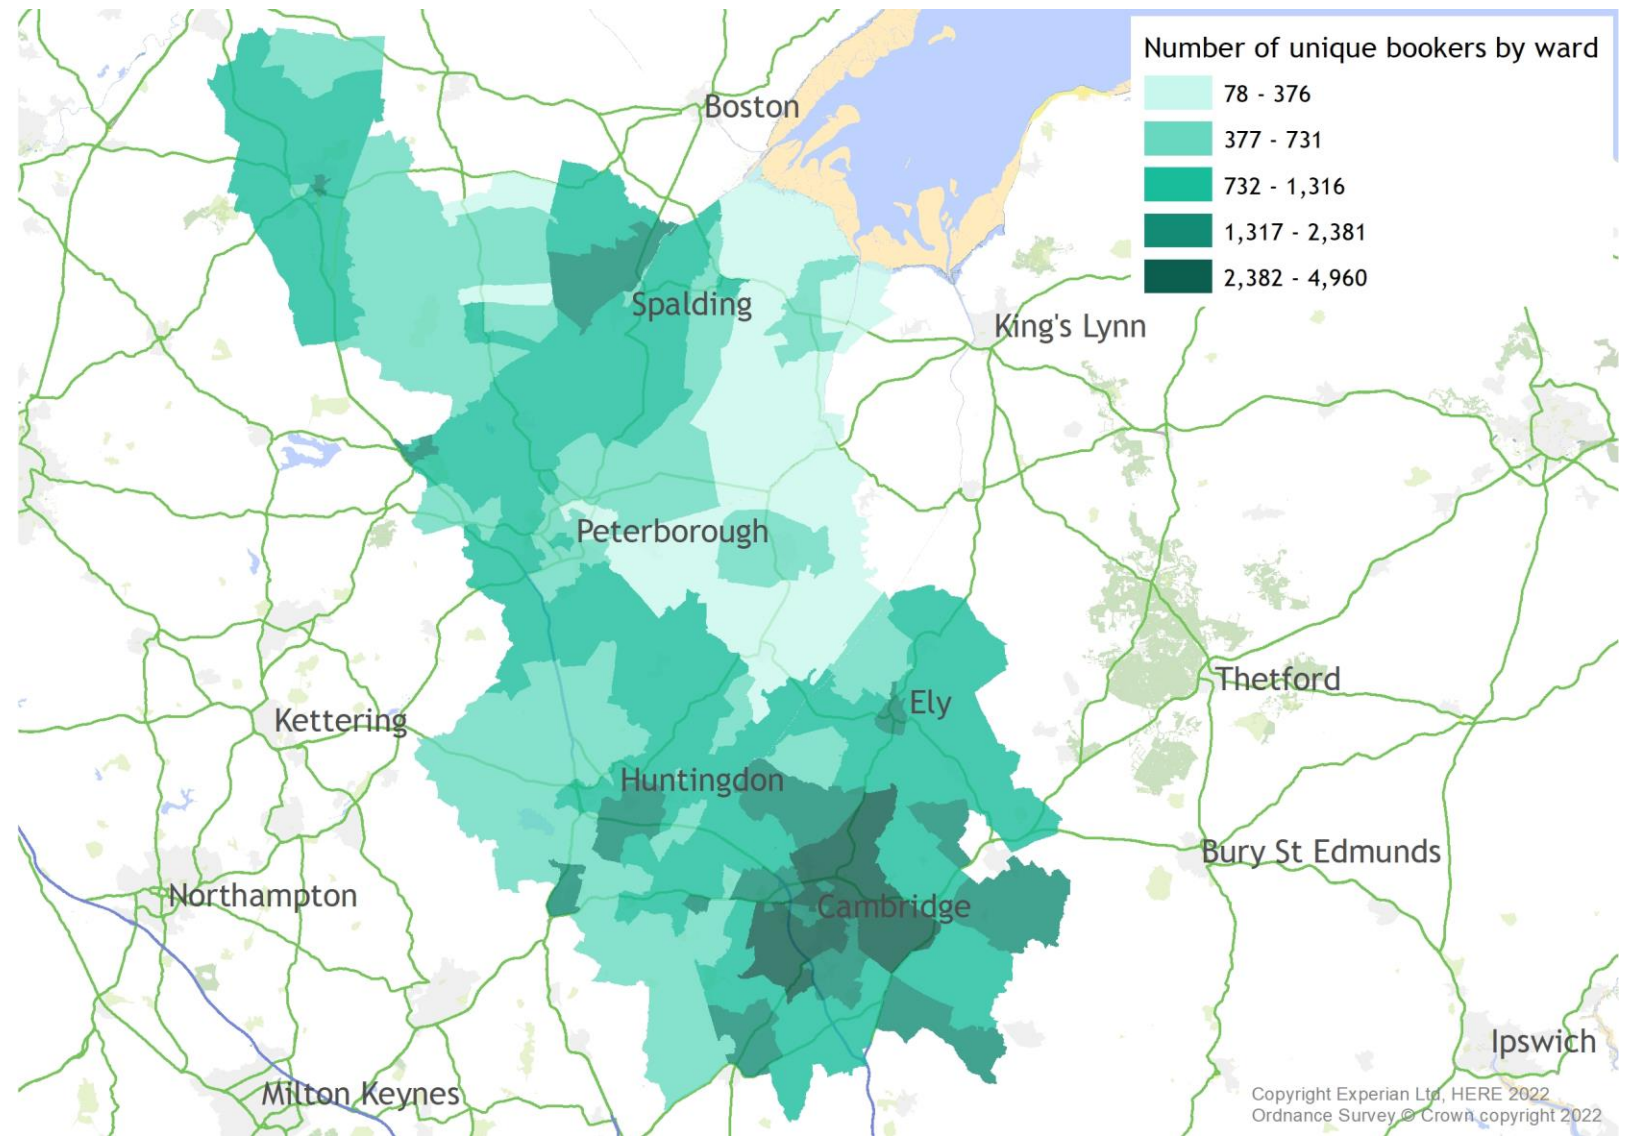 Number of unique bookers by ward
78 - 376
377 - 731
732 - 1,316
1,317 - 2,381
2,382 - 4,960
Boston
Spalding
King's Lynn
Peterborough
Thetford
Ely
Kettering
Huntingdon
Bury St Edmunds
Northampton
Cambridge
Ipswich
Milton Keynes
Copyright Experian Ltd, HERE 2022
Ordnance Survey © Crown copyright 2022